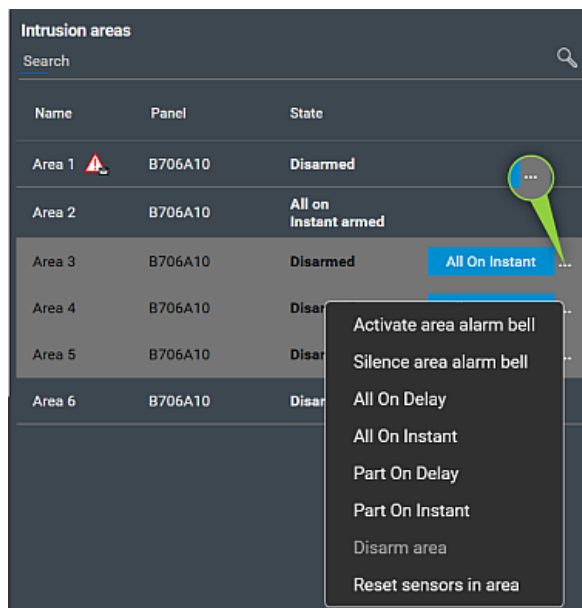 Intrusion areas
Search
Name Panel State
Area 1 B706A10 Disarmed ...
Area 2 B706A10 All on
Instant armed
Area 3 B706A10 Disarmed All On Instant ...
Area 4 B706A10
Area 5 B706A10
Area 6 B706A10
Activate area alarm bell
Silence area alarm bell
All On Delay
All On Instant
Part On Delay
Part On Instant
Disarm area
Reset sensors in area